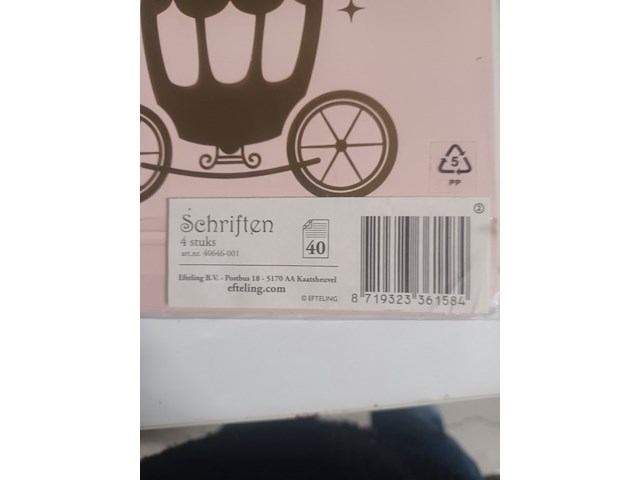 5
PP
2
Schriften
4 stuks
art.nr. 40646-001
40
Efteling B.V. - Postbus 18 - 5170 AA Kaatsheuvel
efteling.com
© EFTELING
8 719323 361584